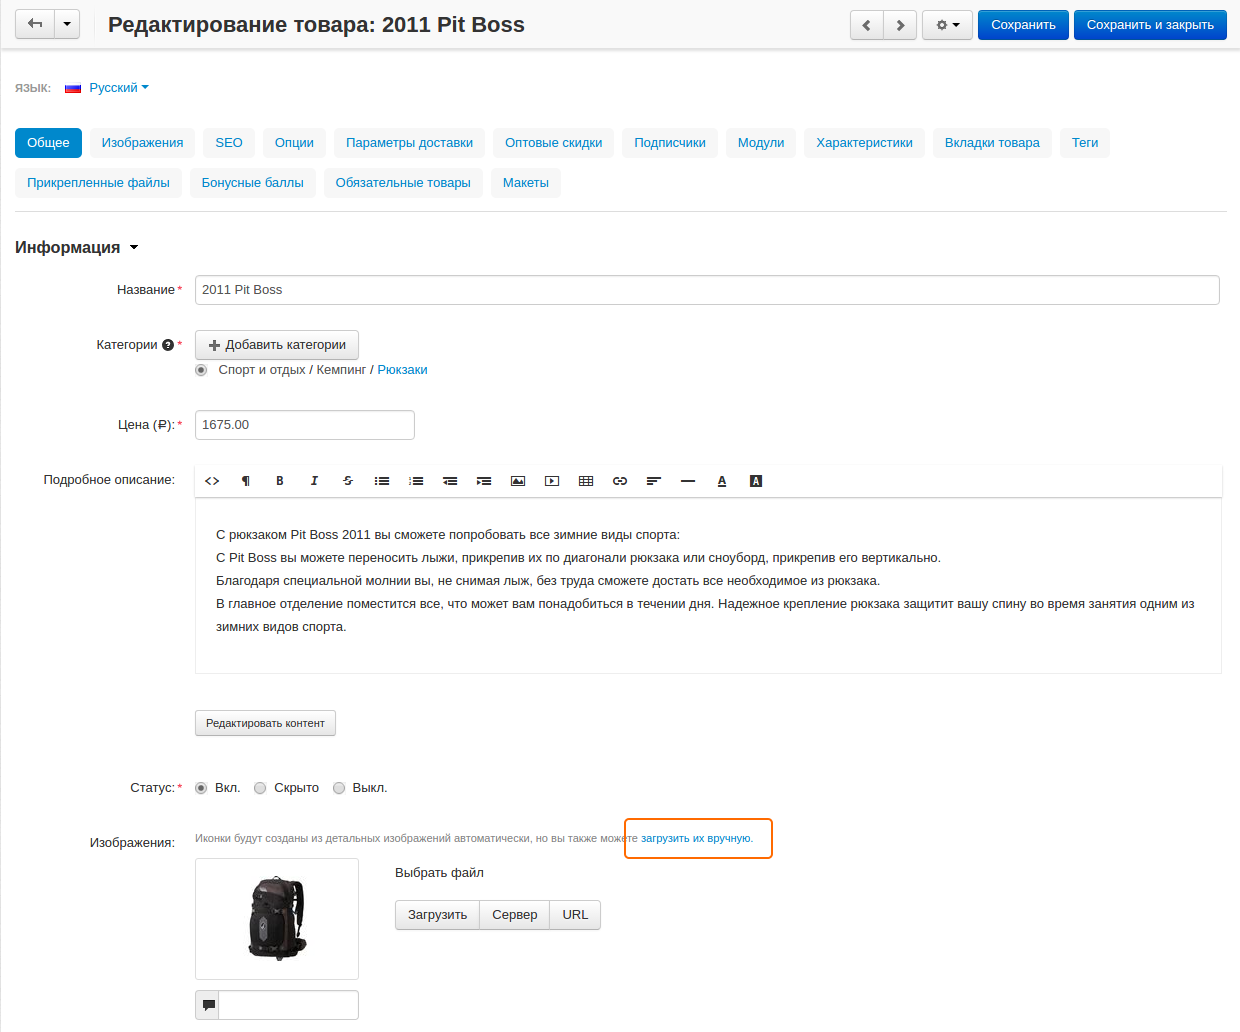 Редактирование товара: 2011 Pit Boss
Сохранить
Сохранить и закрыть
ЯЗЫК: Русский
Общее Изображения SEO Опции Параметры доставки Оптовые скидки Подписчики Модули Характеристики Вкладки товара Теги
Прикрепленные файлы Бонусные баллы Обязательные товары Макеты
Информация
Название* 2011 Pit Boss
Категории ? * Добавить категории
Спорт и отдых / Кемпинг / Рюкзаки
Цена (₽):* 1675.00
Подробное описание:
С рюкзаком Pit Boss 2011 вы сможете попробовать все зимние виды спорта:
С Pit Boss вы можете переносить лыжи, прикрепив их по диагонали рюкзака или сноуборд, прикрепив его вертикально.
Благодаря специальной молнии вы, не снимая лыж, без труда сможете достать все необходимое из рюкзака.
В главное отделение поместится все, что может вам понадобиться в течении дня. Надежное крепление рюкзака защитит вашу спину во время занятия одним из
зимних видов спорта.
Редактировать контент
Статус:* Вкл. Скрыто Выкл.
Изображения: Иконки будут созданы из детальных изображений автоматически, но вы также можете загрузить их вручную.
Выбрать файл
Загрузить Сервер URL